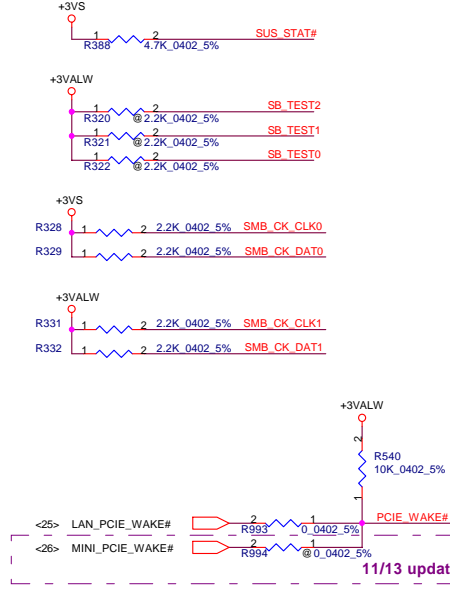 +3VS
1 2 SUS_STAT#
R388 4.7K_0402_5%
+3VALW
1 2 SB_TEST2
R320 @ 2.2K_0402_5%
1 2 SB_TEST1
R321 @ 2.2K_0402_5%
1 2 SB_TEST0
R322 @ 2.2K_0402_5%
+3VS
R328 1 2 2.2K_0402_5% SMB_CK_CLK0
R329 1 2 2.2K_0402_5% SMB_CK_DAT0
+3VALW
R331 1 2 2.2K_0402_5% SMB_CK_CLK1
R332 1 2 2.2K_0402_5% SMB_CK_DAT1
+3VALW
2
R540
10K_0402_5%
1
<25> LAN_PCIE_WAKE# 2 1 PCIE_WAKE#
R993 0_0402_5%
<26> MINI_PCIE_WAKE# 2 1
R994 @ 0_0402_5%
11/13 updat